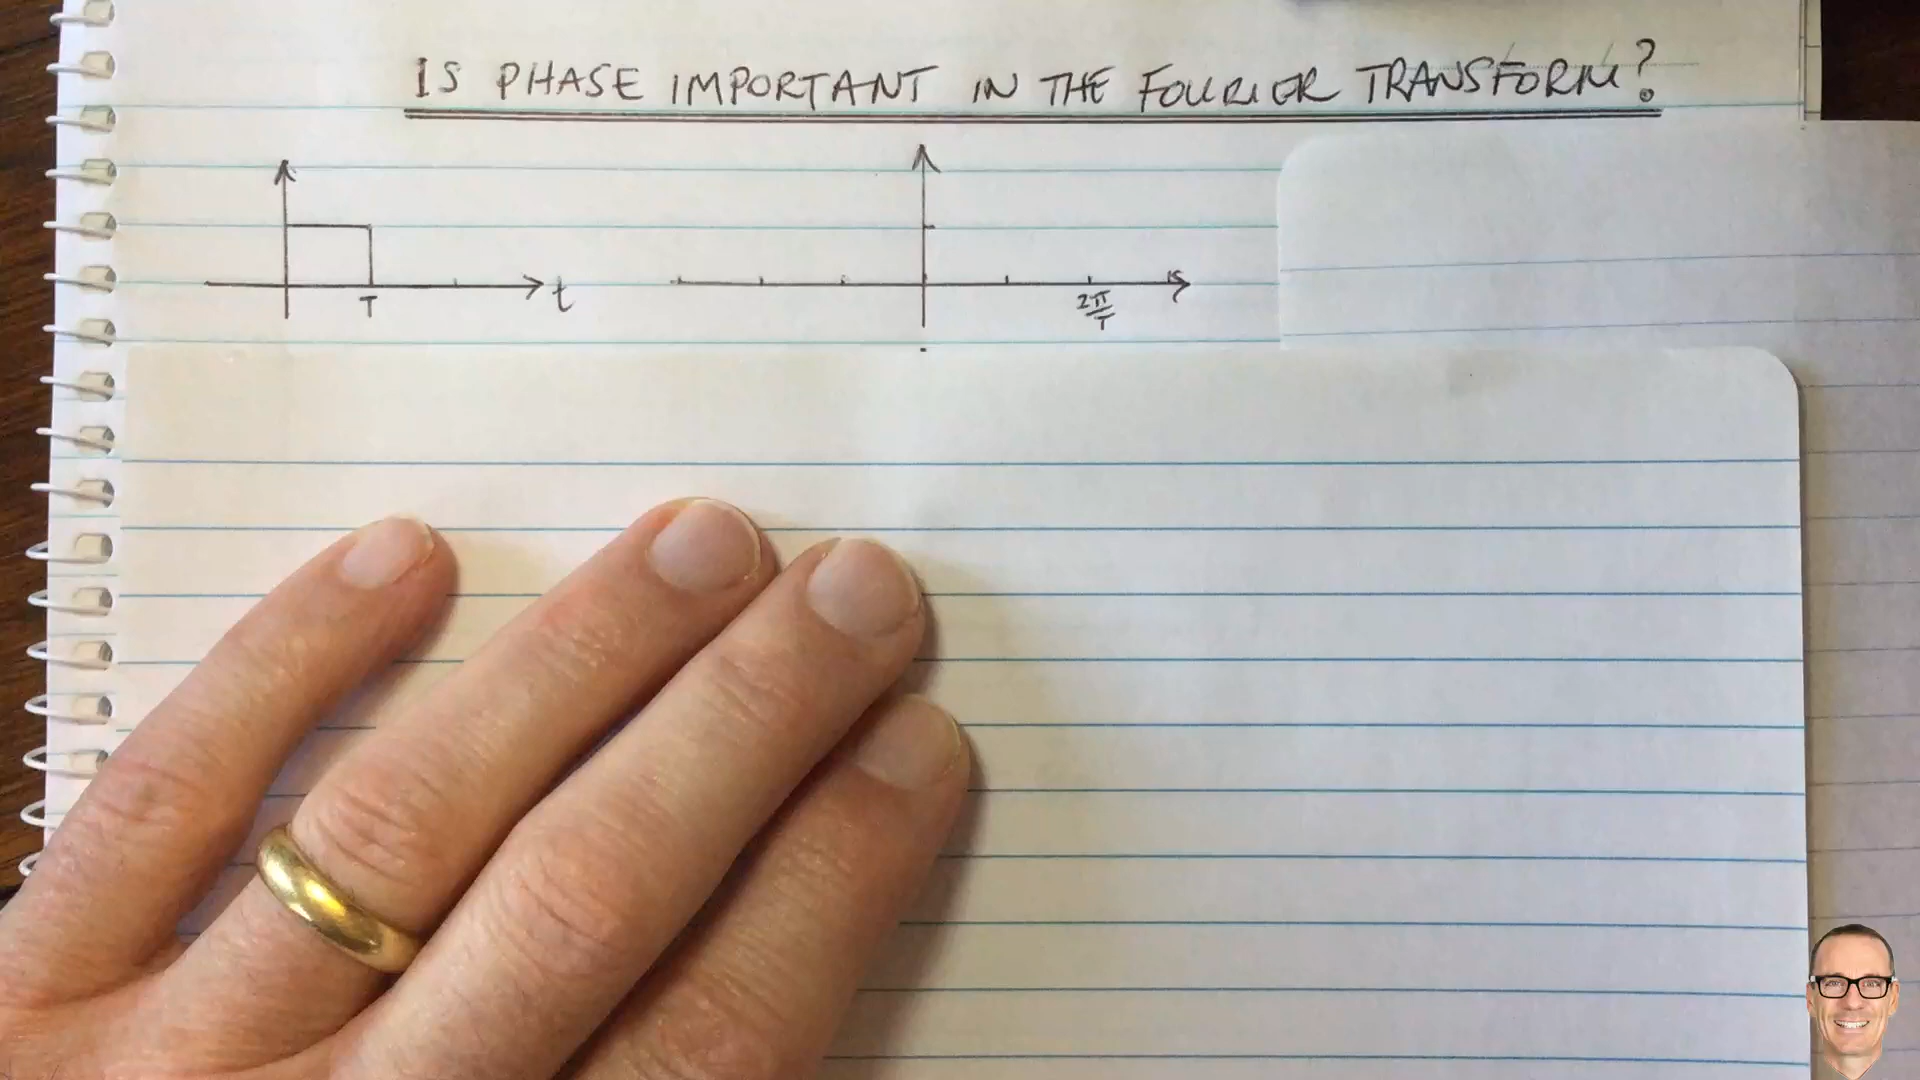 IS PHASE IMPORTANT IN THE FOURIER TRANSFORM?
T
t
2π/T